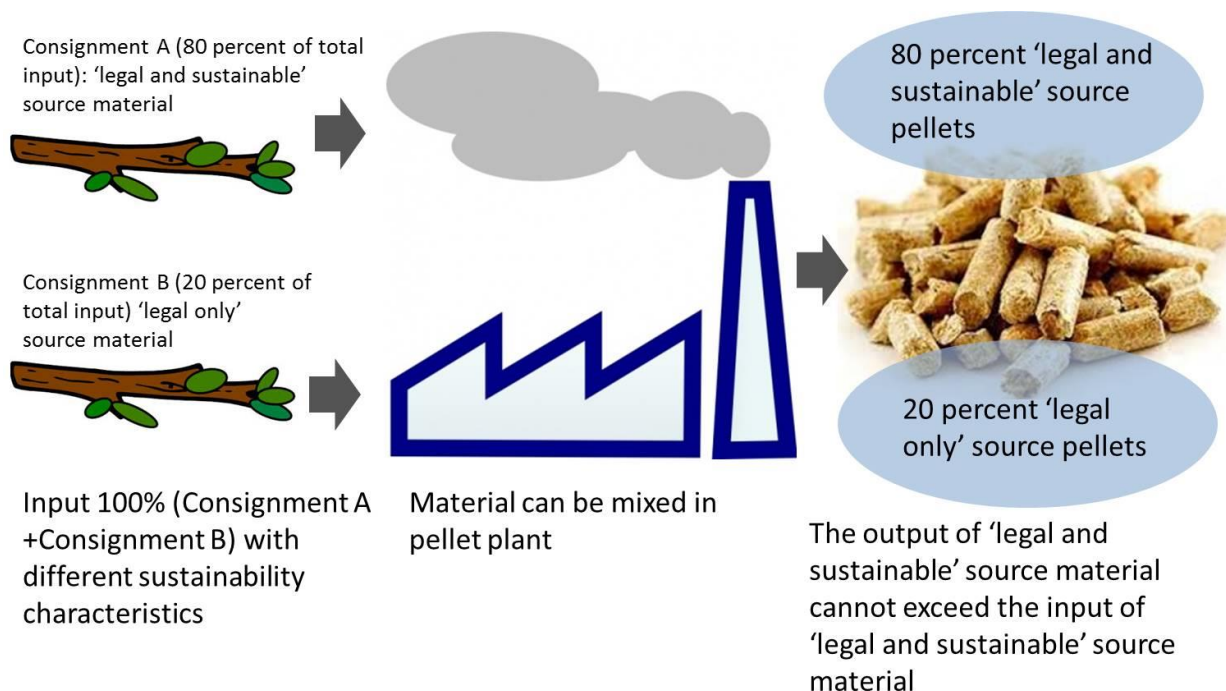 Consignment A (80 percent of total
input): ‘legal and sustainable’
source material
Consignment B (20 percent of
total input) ‘legal only’
source material
Input 100% (Consignment A
+Consignment B) with
different sustainability
characteristics
Material can be mixed in
pellet plant
80 percent ‘legal and
sustainable’ source
pellets
20 percent ‘legal
only’ source pellets
The output of ‘legal and
sustainable’ source material
cannot exceed the input of
‘legal and sustainable’ source
material